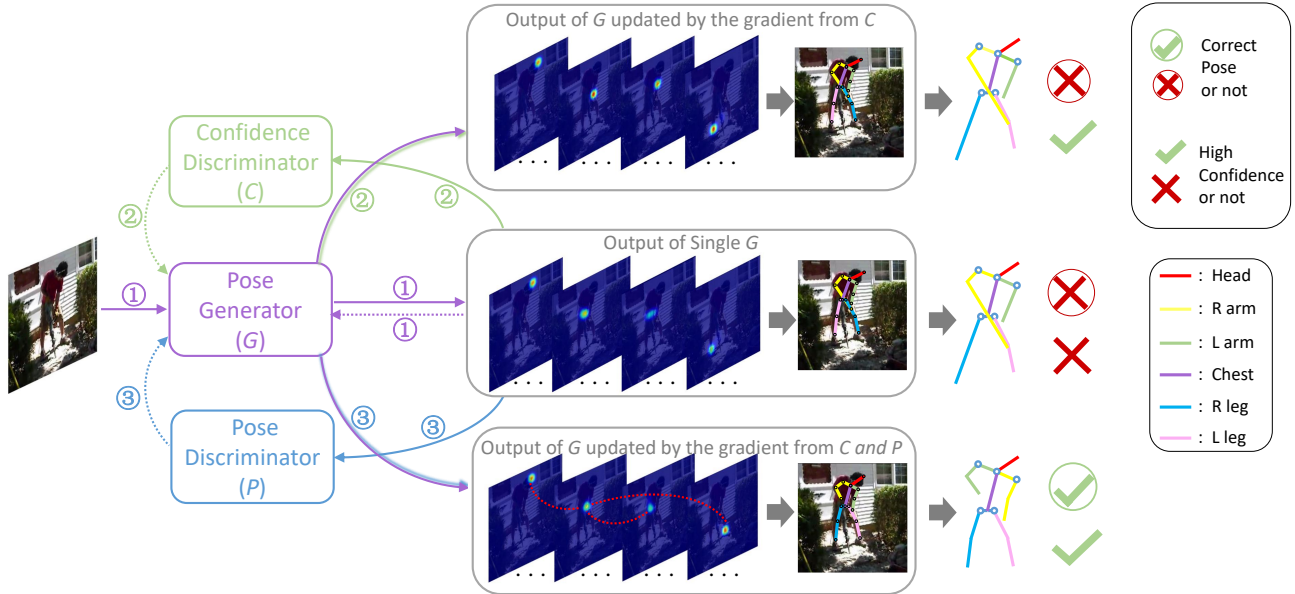 Output of G updated by the gradient from C
. . .
. . .
. . .
. . .
Correct
Pose
or not
High
Confidence
or not
Confidence
Discriminator
(C)
②
②
②
Output of Single G
. . .
. . .
. . .
. . .
①
Pose
Generator
(G)
①
①
: Head
: R arm
: L arm
: Chest
: R leg
: L leg
③
③
③
Pose
Discriminator
(P)
Output of G updated by the gradient from C and P
. . .
. . .
. . .
. . .